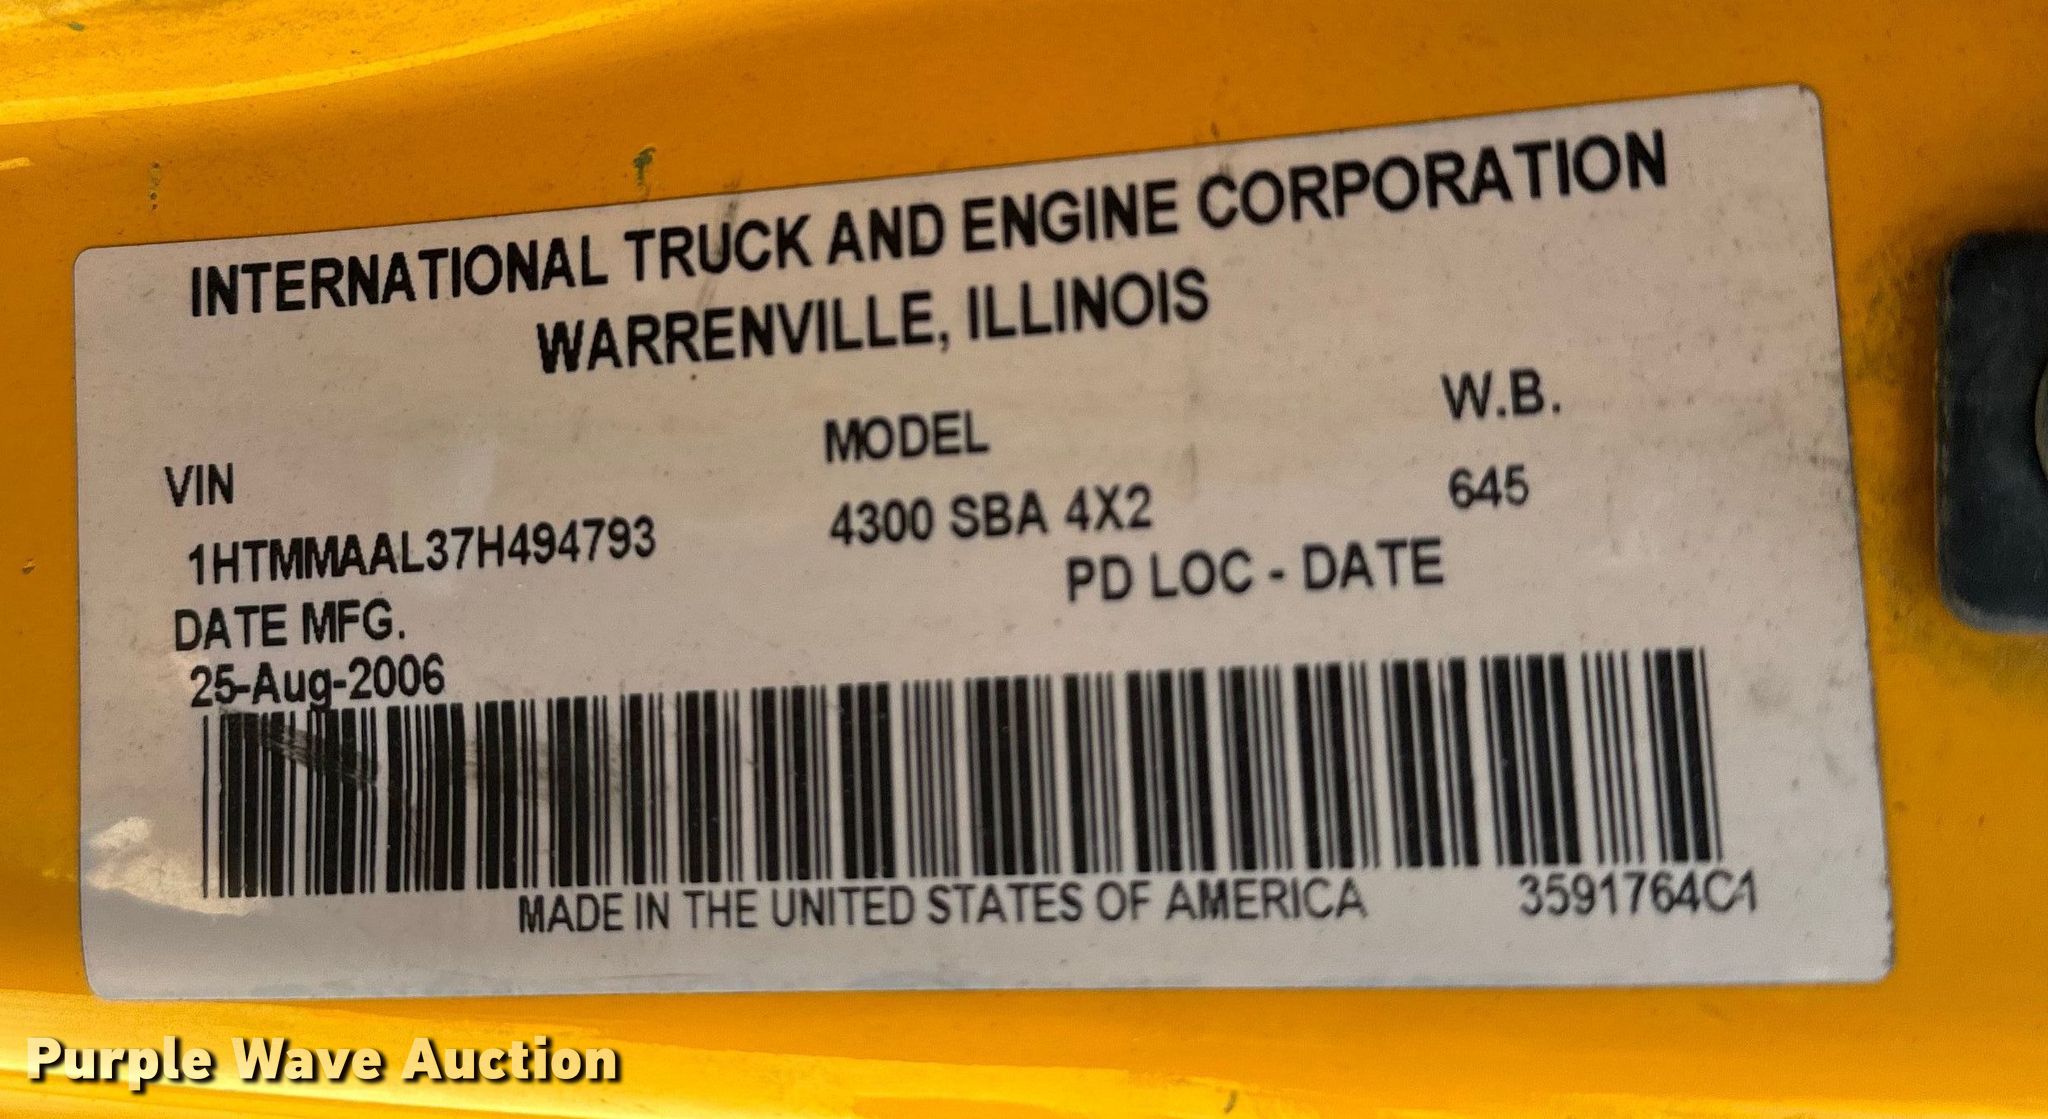 INTERNATIONAL TRUCK AND ENGINE CORPORATION
WARRENVILLE, ILLINOIS
VIN MODEL W.B.
1HTMMAAL37H494793 4300 SBA 4X2 645
DATE MFG. PD LOC - DATE
25-Aug-2006
MADE IN THE UNITED STATES OF AMERICA 3591764C1
Purple Wave Auction